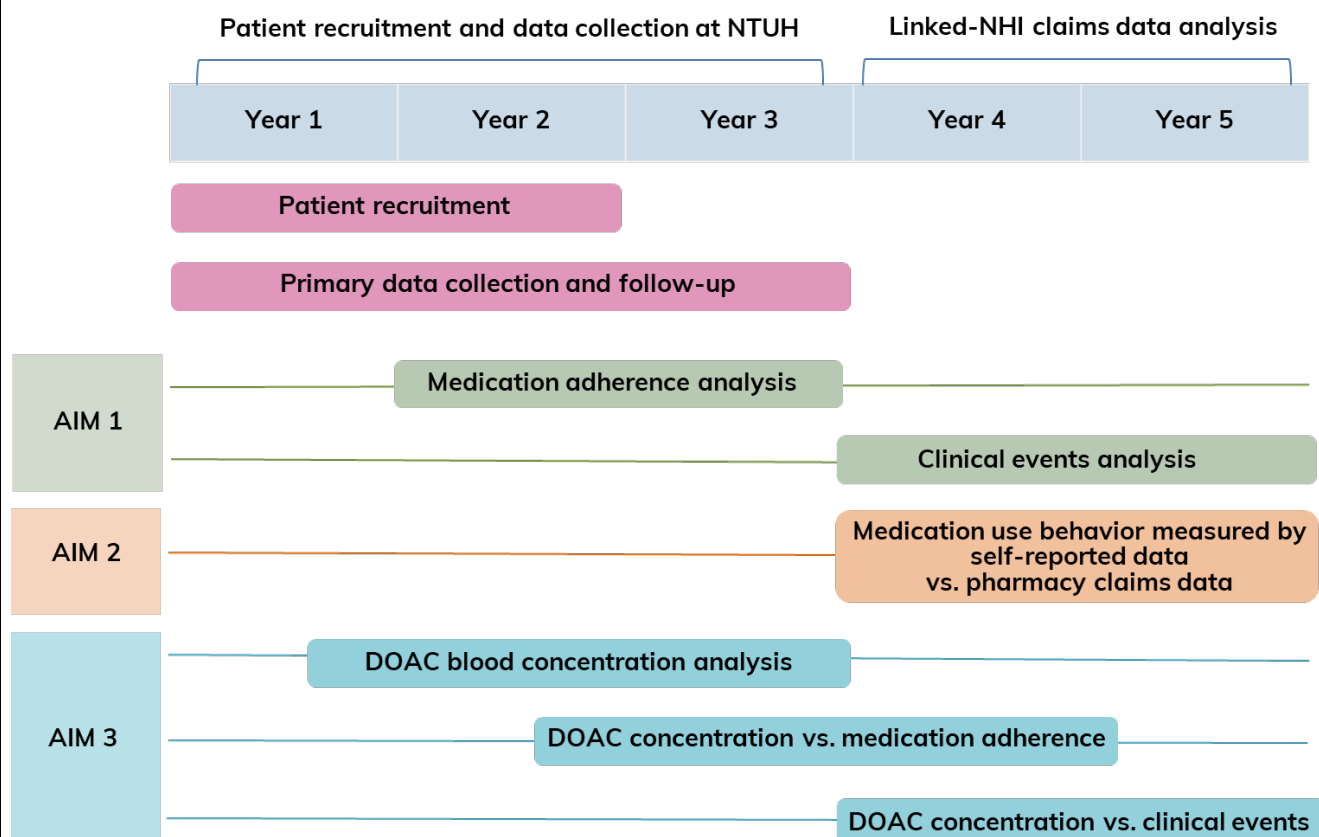 Patient recruitment and data collection at NTUH
Linked-NHI claims data analysis
Year 1
Year 2
Year 3
Year 4
Year 5
Patient recruitment
Primary data collection and follow-up
AIM 1
Medication adherence analysis
Clinical events analysis
AIM 2
Medication use behavior measured by
self-reported data
vs. pharmacy claims data
AIM 3
DOAC blood concentration analysis
DOAC concentration vs. medication adherence
DOAC concentration vs. clinical events